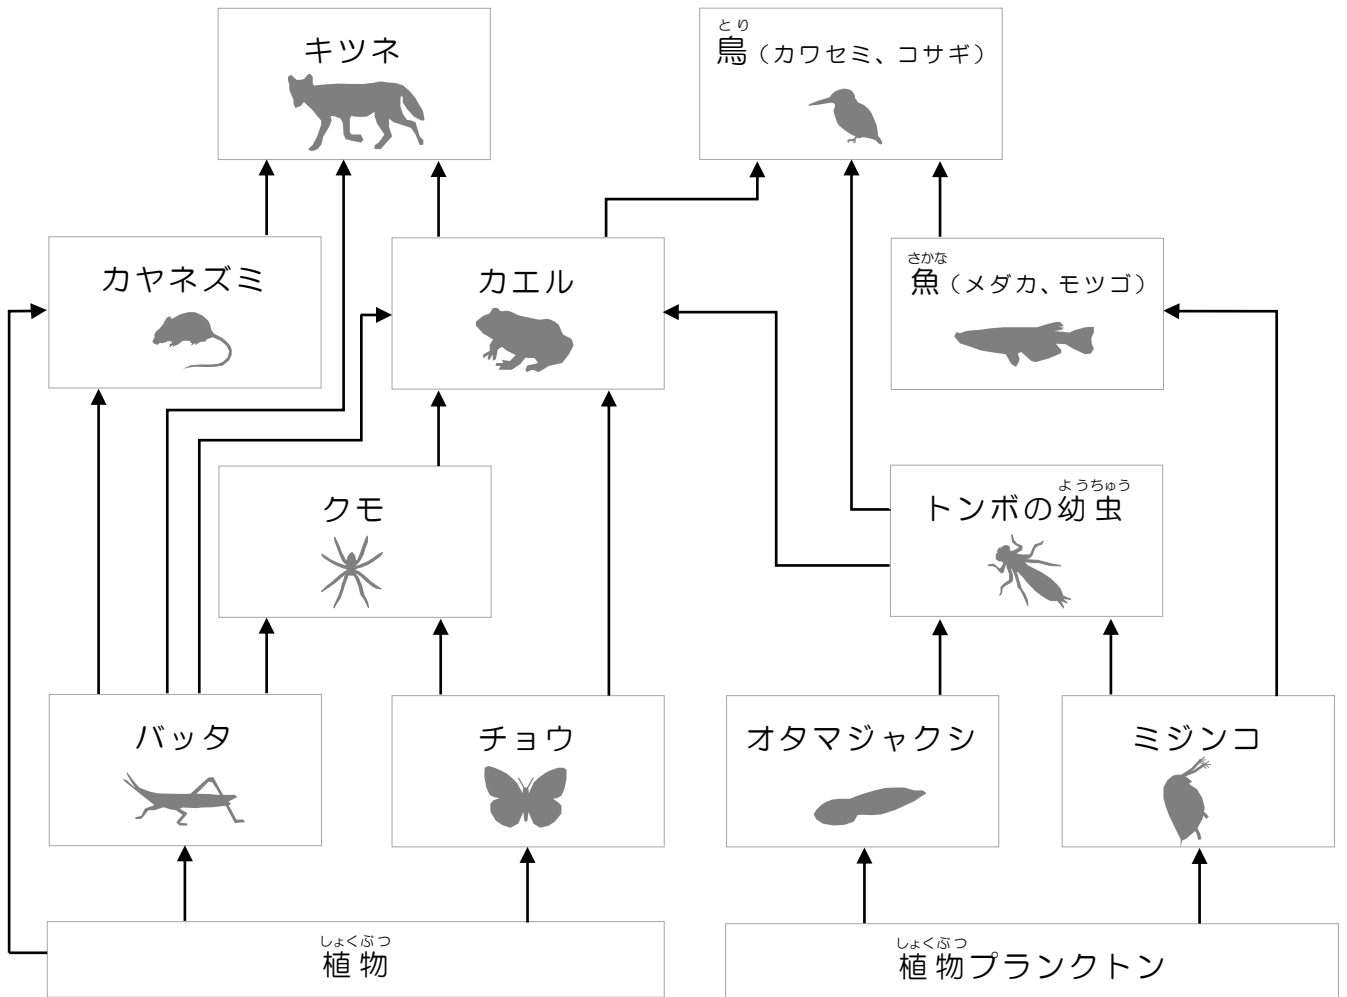 キツネ
とり
鳥（カワセミ、コサギ）
カヤネズミ
カエル
さかな
魚（メダカ、モツゴ）
クモ
ようちゅう
トンボの幼虫
バッタ
チョウ
オタマジャクシ
ミジンコ
しょくぶつ
植物
しょくぶつ
植物プランクトン